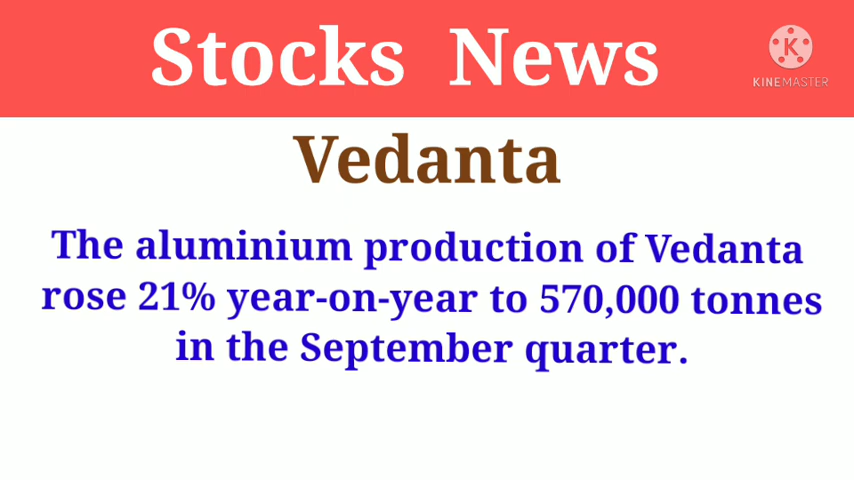 Stocks News
KINEMASTER
Vedanta
The aluminium production of Vedanta
rose 21% year-on-year to 570,000 tonnes
in the September quarter.